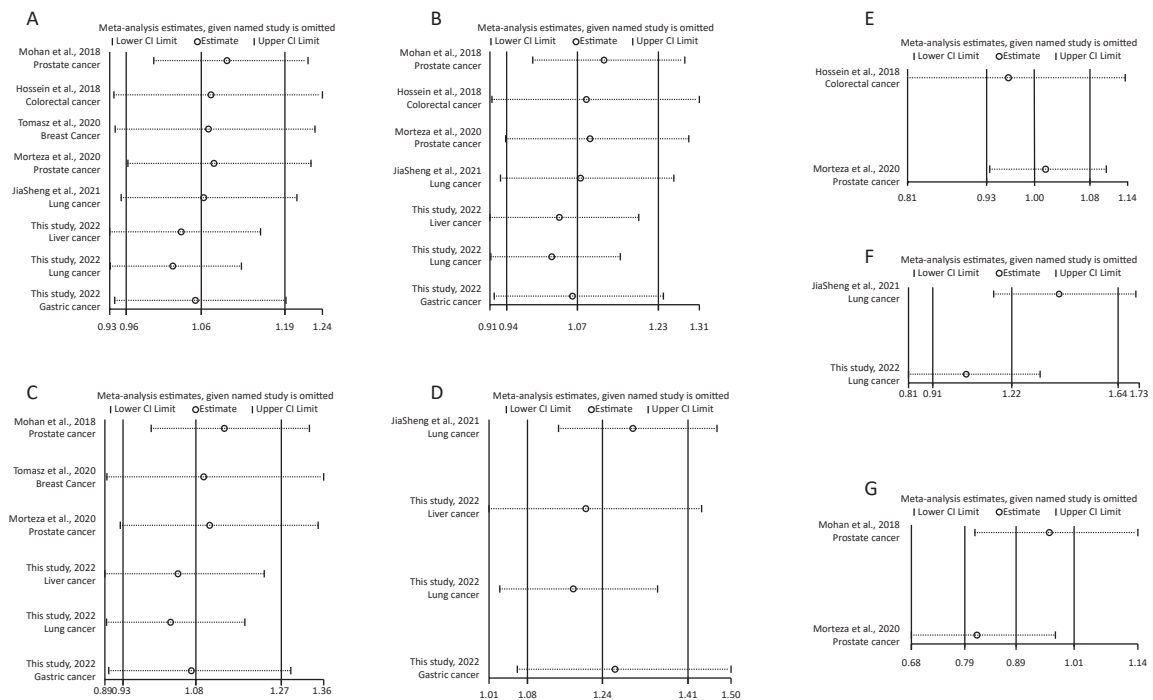 A
Meta-analysis estimates, given named study is omitted
Lower CI Limit Estimate Upper CI Limit
Mohan et al., 2018
Prostate cancer
Hossein et al., 2018
Colorectal cancer
Tomasz et al., 2020
Breast Cancer
Morteza et al., 2020
Prostate cancer
JiaSheng et al., 2021
Lung cancer
This study, 2022
Liver cancer
This study, 2022
Lung cancer
This study, 2022
Gastric cancer
0.93 0.96 1.06 1.19 1.24
B
Meta-analysis estimates, given named study is omitted
Lower CI Limit Estimate Upper CI Limit
Mohan et al., 2018
Prostate cancer
Hossein et al., 2018
Colorectal cancer
Morteza et al., 2020
Prostate cancer
JiaSheng et al., 2021
Lung cancer
This study, 2022
Liver cancer
This study, 2022
Lung cancer
This study, 2022
Gastric cancer
0.91 0.94 1.07 1.23 1.31
C
Meta-analysis estimates, given named study is omitted
Lower CI Limit Estimate Upper CI Limit
Mohan et al., 2018
Prostate cancer
Tomasz et al., 2020
Breast Cancer
Morteza et al., 2020
Prostate cancer
This study, 2022
Liver cancer
This study, 2022
Lung cancer
This study, 2022
Gastric cancer
0.89 0.93 1.08 1.27 1.36
D
Meta-analysis estimates, given named study is omitted
Lower CI Limit Estimate Upper CI Limit
JiaSheng et al., 2021
Lung cancer
This study, 2022
Liver cancer
This study, 2022
Lung cancer
This study, 2022
Gastric cancer
1.01 1.08 1.24 1.41 1.50
E
Meta-analysis estimates, given named study is omitted
Lower CI Limit Estimate Upper CI Limit
Hossein et al., 2018
Colorectal cancer
Morteza et al., 2020
Prostate cancer
0.81 0.93 1.00 1.08 1.14
F
Meta-analysis estimates, given named study is omitted
Lower CI Limit Estimate Upper CI Limit
JiaSheng et al., 2021
Lung cancer
This study, 2022
Lung cancer
0.81 0.91 1.22 1.64 1.73
G
Meta-analysis estimates, given named study is omitted
Lower CI Limit Estimate Upper CI Limit
Mohan et al., 2018
Prostate cancer
Morteza et al., 2020
Prostate cancer
0.68 0.79 0.89 1.01 1.14